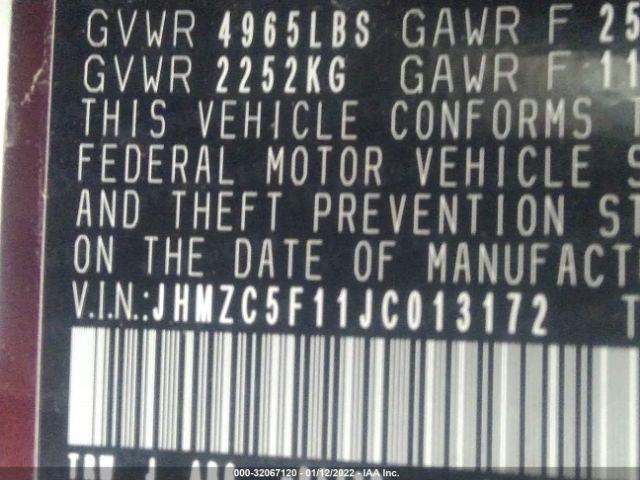 GVWR 4965LBS GAWR F 25
GVWR 2252KG GAWR F 11
THIS VEHICLE CONFORMS
FEDERAL MOTOR VEHICLE S
AND THEFT PREVENTION ST
ON THE DATE OF MANUFACT
V.I.N.:JHMZC5F11JC013172 T
000-32067120 - 01/12/2022 - IAA Inc.